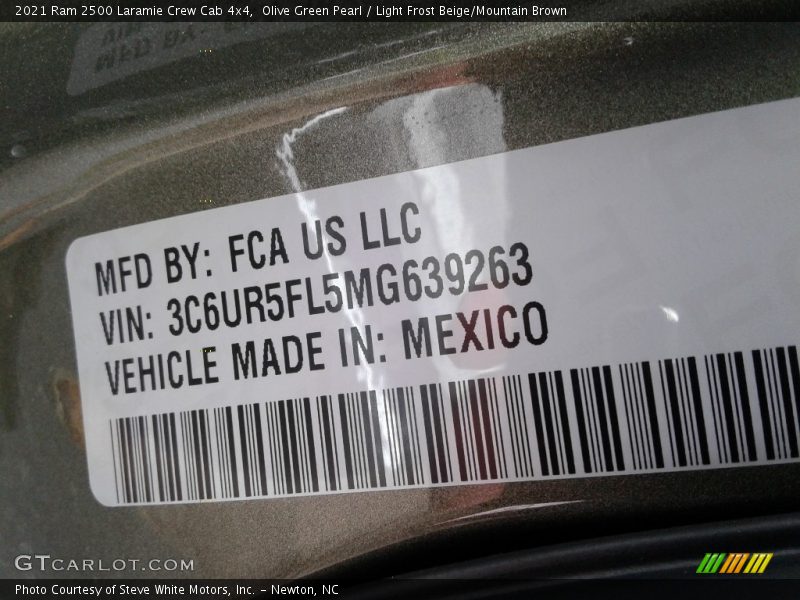 2021 Ram 2500 Laramie Crew Cab 4x4, Olive Green Pearl / Light Frost Beige/Mountain Brown
MFD BY: FCA US LLC
VIN: 3C6UR5FL5MG639263
VEHICLE MADE IN: MEXICO
GTCARLOT.COM
Photo Courtesy of Steve White Motors, Inc. – Newton, NC